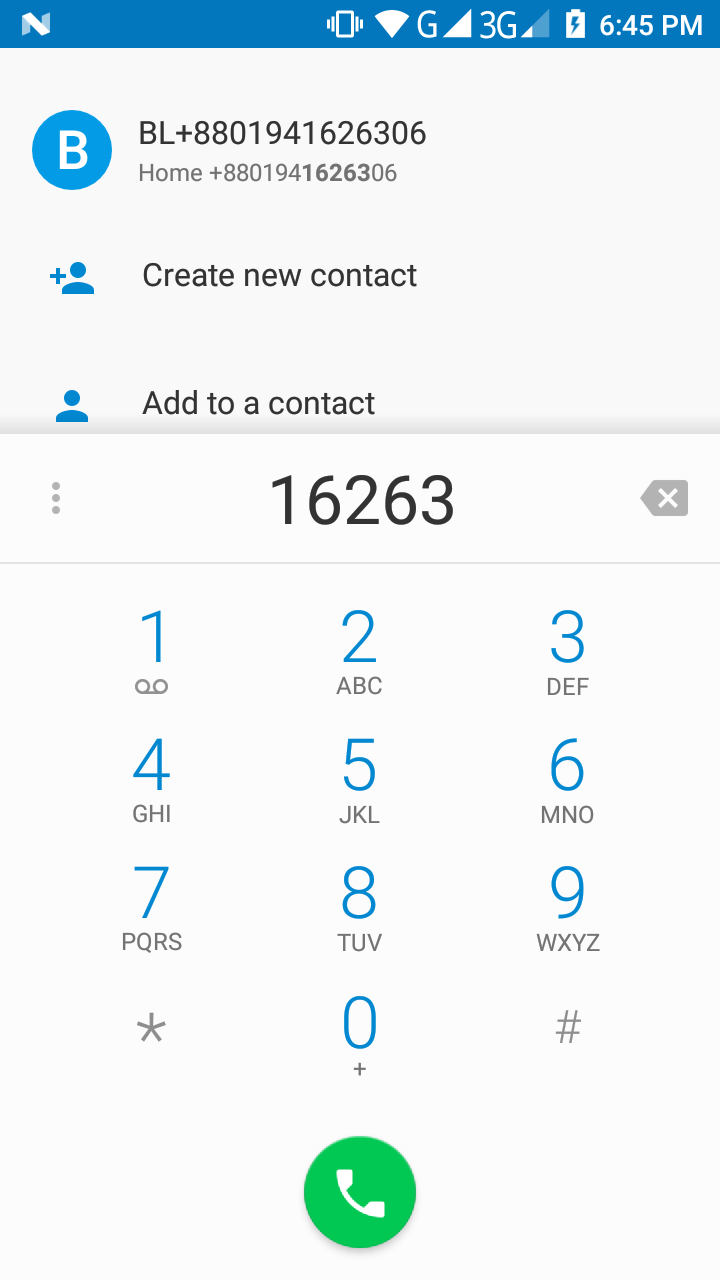 G 3G 6:45 PM
B
BL+8801941626306
Home +8801941626306
Create new contact
Add to a contact
16263
1 2 3
ABC DEF
4 5 6
GHI JKL MNO
7 8 9
PQRS TUV WXYZ
* 0 #
+